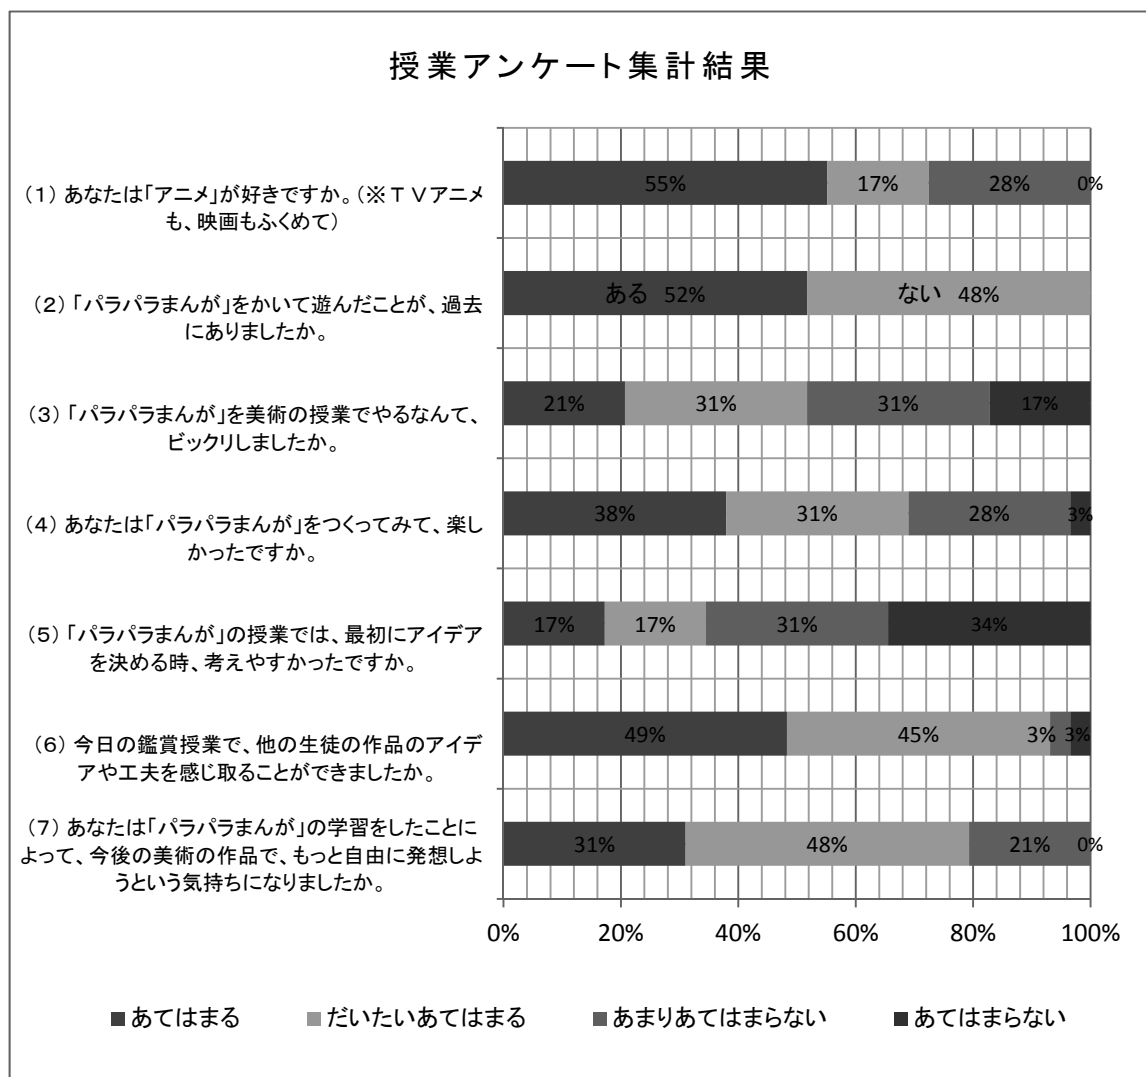 授業アンケート集計結果
(1) あなたは「アニメ」が好きですか。(※ＴＶアニメ
も、映画もふくめて)
55% 17% 28% 0%
(2) 「パラパラまんが」をかいて遊んだことが、過去
にありましたか。
ある 52% ない 48%
(3) 「パラパラまんが」を美術の授業でやるなんて、
ビックリしましたか。
21% 31% 31% 17%
(4) あなたは「パラパラまんが」をつくってみて、楽し
かったですか。
38% 31% 28% 3%
(5) 「パラパラまんが」の授業では、最初にアイデア
を決める時、考えやすかったですか。
17% 17% 31% 34%
(6) 今日の鑑賞授業で、他の生徒の作品のアイデ
アや工夫を感じ取ることができましたか。
49% 45% 3% 3%
(7) あなたは「パラパラまんが」の学習をしたことに
よって、今後の美術の作品で、もっと自由に発想しよ
うという気持ちになりましたか。
31% 48% 21% 0%
0% 20% 40% 60% 80% 100%
あてはまる だいたいあてはまる あまりあてはまらない あてはまらない